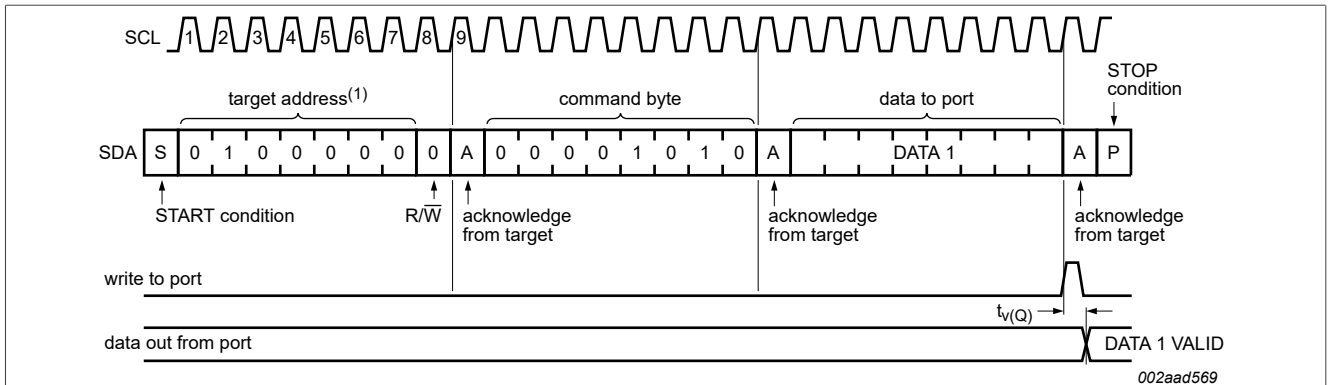 SCL 1 2 3 4 5 6 7 8 9
STOP
condition
target address(1) command byte data to port
SDA S 0 1 0 0 0 0 0 0 A 0 0 0 0 1 0 1 0 A DATA 1 A P
START condition R/W̅ acknowledge acknowledge acknowledge
from target from target from target
write to port
tv(Q)
data out from port DATA 1 VALID
002aad569